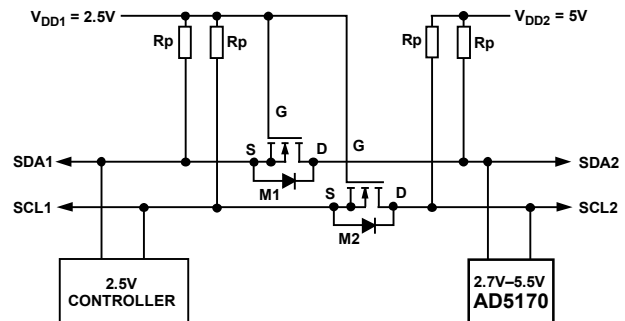 VDD1 = 2.5V
VDD2 = 5V
Rp
Rp
Rp
Rp
G
G
S
D
SDA1
SDA2
M1
S
D
SCL1
SCL2
M2
2.5V
CONTROLLER
2.7V–5.5V
AD5170